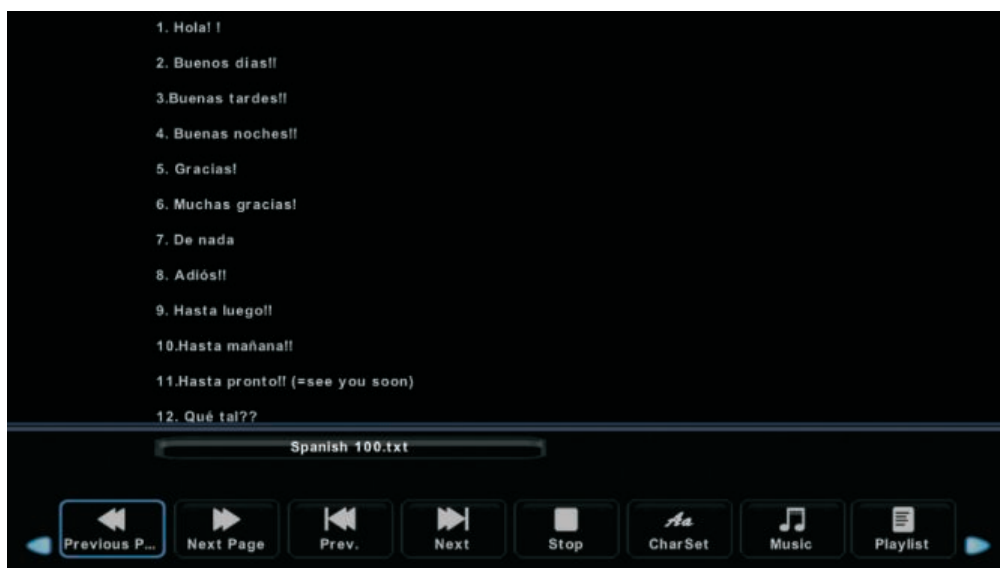 1. Hola! !
2. Buenos días!!
3.Buenas tardes!!
4. Buenas noches!!
5. Gracias!
6. Muchas gracias!
7. De nada
8. Adiós!!
9. Hasta luego!!
10.Hasta mañana!!
11.Hasta pronto!! (=see you soon)
12. Qué tal??
Spanish 100.txt
Aa
Previous P... Next Page Prev. Next Stop CharSet Music Playlist